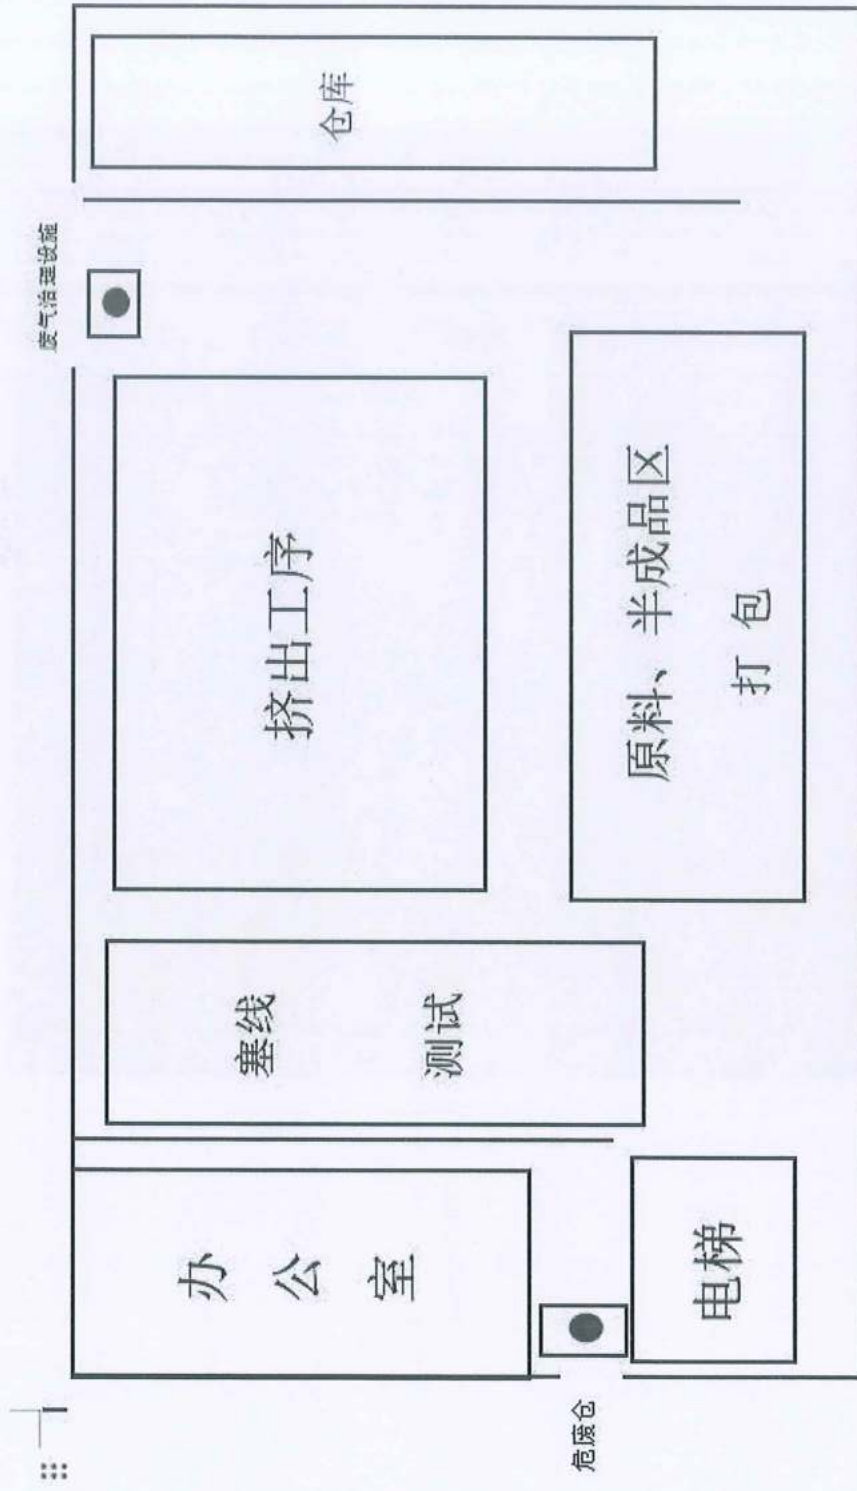 废气治理设施
仓库
挤出工序
原料、半成品区
打包
塞线
测试
办公室
危废仓
电梯